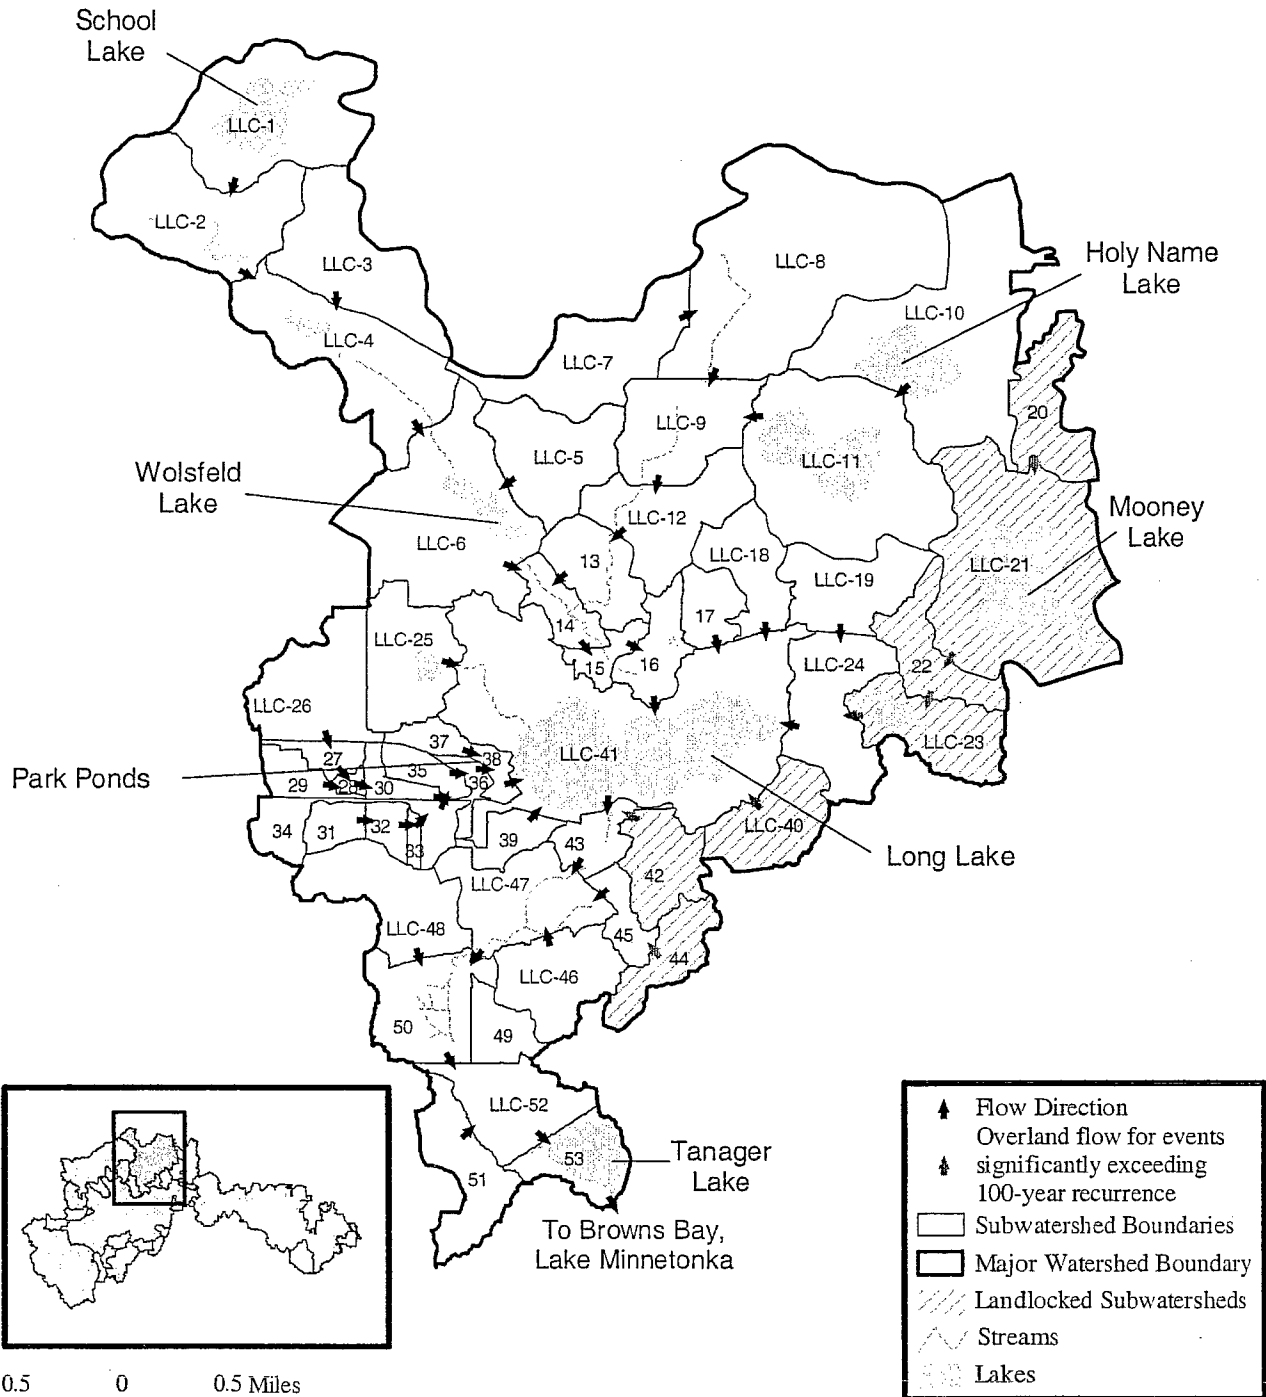 School
Lake
LLC-1
LLC-2
LLC-3
LLC-8
Holy Name
Lake
LLC-10
LLC-4
LLC-7
20
LLC-9
LLC-5
LLC-11
Wolsfeld
Lake
Mooney
Lake
LLC-12
LLC-6
13
LLC-18
LLC-19
LLC-21
17
14
LLC-25
15
16
LLC-24
22
LLC-26
37
38
LLC-41
LLC-23
27
35
36
Park Ponds
29
28
30
34
31
32
33
39
43
LLC-40
Long Lake
42
LLC-47
LLC-48
45
44
LLC-46
50
49
LLC-52
53
Tanager
Lake
51
To Browns Bay,
Lake Minnetonka
Flow Direction
Overland flow for events
significantly exceeding
100-year recurrence
Subwatershed Boundaries
Major Watershed Boundary
Landlocked Subwatersheds
Streams
Lakes
0.5 0 0.5 Miles